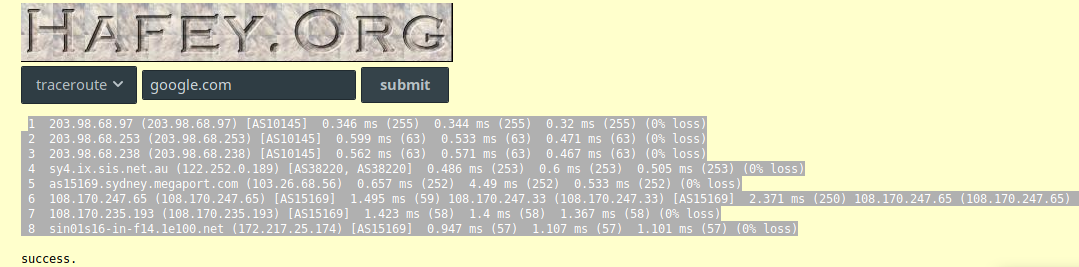 HAFEY.ORG
traceroute google.com submit
1 203.98.68.97 (203.98.68.97) [AS10145] 0.346 ms (255) 0.344 ms (255) 0.32 ms (255) (0% loss)
2 203.98.68.253 (203.98.68.253) [AS10145] 0.599 ms (63) 0.533 ms (63) 0.471 ms (63) (0% loss)
3 203.98.68.238 (203.98.68.238) [AS10145] 0.562 ms (63) 0.571 ms (63) 0.467 ms (63) (0% loss)
4 sy4.ix.sis.net.au (122.252.0.189) [AS38220, AS38220] 0.486 ms (253) 0.6 ms (253) 0.505 ms (253) (0% loss)
5 as15169.sydney.megaport.com (103.26.68.56) 0.657 ms (252) 4.49 ms (252) 0.533 ms (252) (0% loss)
6 108.170.247.65 (108.170.247.65) [AS15169] 1.495 ms (59) 108.170.247.33 (108.170.247.33) [AS15169] 2.371 ms (250) 108.170.247.65 (108.170.247.65)
7 108.170.235.193 (108.170.235.193) [AS15169] 1.423 ms (58) 1.4 ms (58) 1.367 ms (58) (0% loss)
8 sin01s16-in-f14.1e100.net (172.217.25.174) [AS15169] 0.947 ms (57) 1.107 ms (57) 1.101 ms (57) (0% loss)
success.